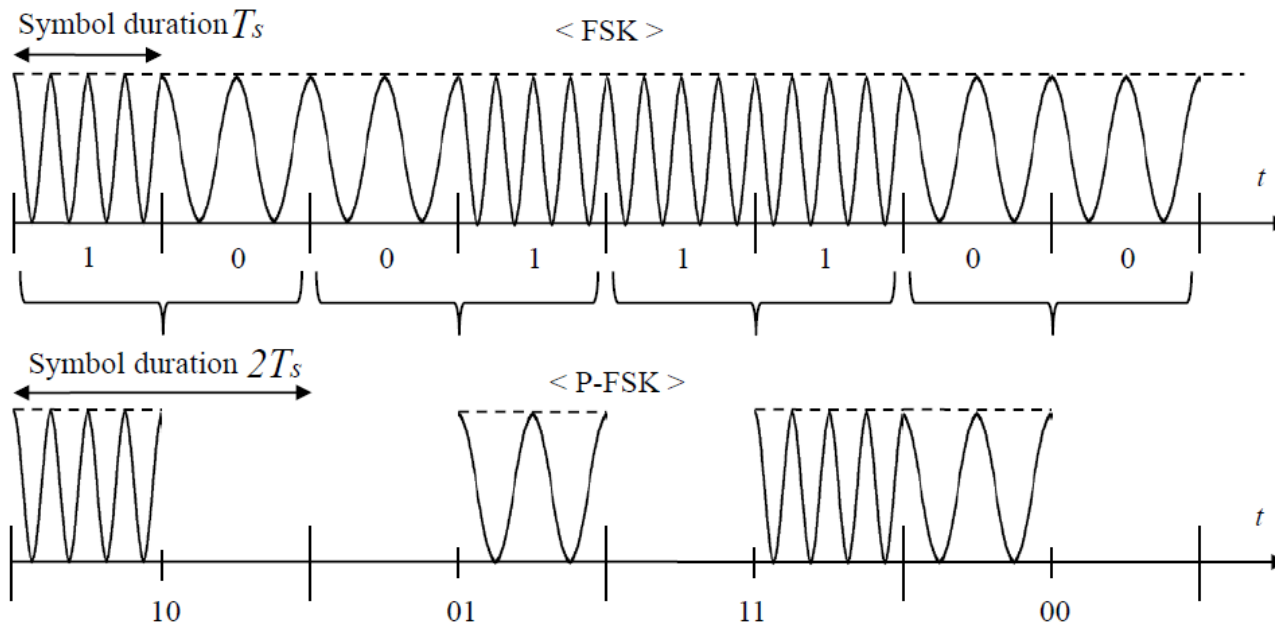 Symbol duration Ts
< FSK >
t
1 0 0 1 1 1 0 0
Symbol duration 2Ts
< P-FSK >
t
10 01 11 00